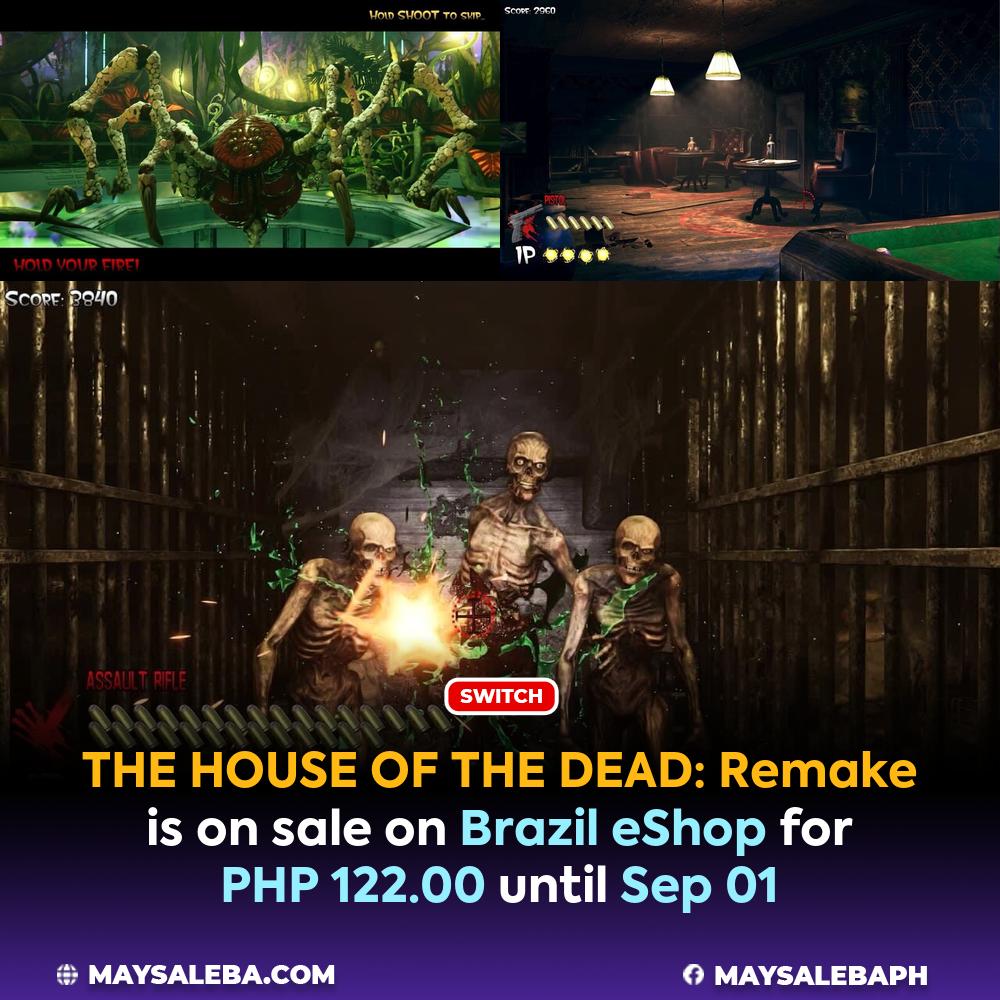 HOLD SHOOT TO SKIP...
HOLD YOUR FIRE!
SCORE: 2960
PISTOL
1P
SCORE: 3840
ASSAULT RIFLE
SWITCH
THE HOUSE OF THE DEAD: Remake
is on sale on Brazil eShop for
PHP 122.00 until Sep 01
MAYSALEBA.COM
MAYSALEBAPH